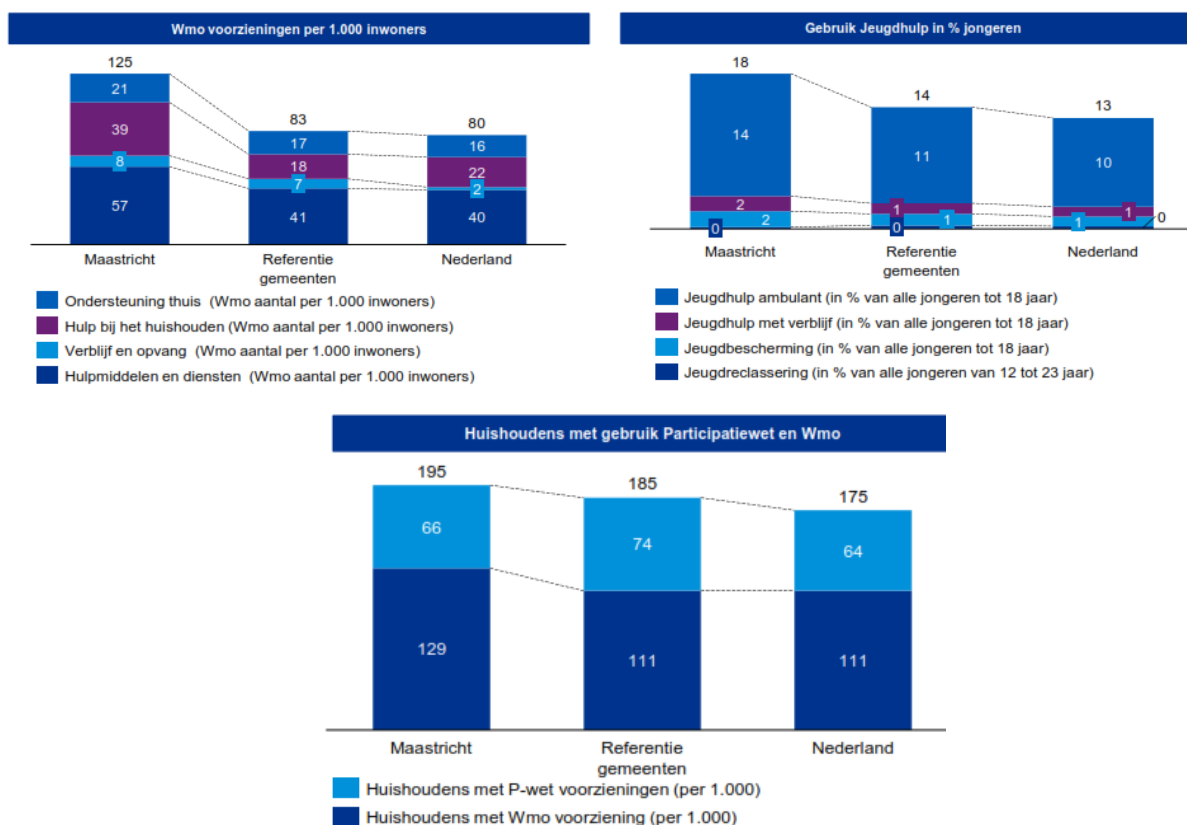 Wmo voorzieningen per 1.000 inwoners
125
21
39
8
57
83
17
18
7
41
80
16
22
2
40
Maastricht
Referentie
gemeenten
Nederland
Ondersteuning thuis (Wmo aantal per 1.000 inwoners)
Hulp bij het huishouden (Wmo aantal per 1.000 inwoners)
Verblijf en opvang (Wmo aantal per 1.000 inwoners)
Hulpmiddelen en diensten (Wmo aantal per 1.000 inwoners)
Gebruik Jeugdhulp in % jongeren
18
14
2
2
0
14
11
1
1
0
13
10
1
1
0
Maastricht
Referentie
gemeenten
Nederland
Jeugdhulp ambulant (in % van alle jongeren tot 18 jaar)
Jeugdhulp met verblijf (in % van alle jongeren tot 18 jaar)
Jeugdbescherming (in % van alle jongeren tot 18 jaar)
Jeugdreclassering (in % van alle jongeren van 12 tot 23 jaar)
Huishoudens met gebruik Participatiewet en Wmo
195
66
129
185
74
111
175
64
111
Maastricht
Referentie
gemeenten
Nederland
Huishoudens met P-wet voorzieningen (per 1.000)
Huishoudens met Wmo voorziening (per 1.000)